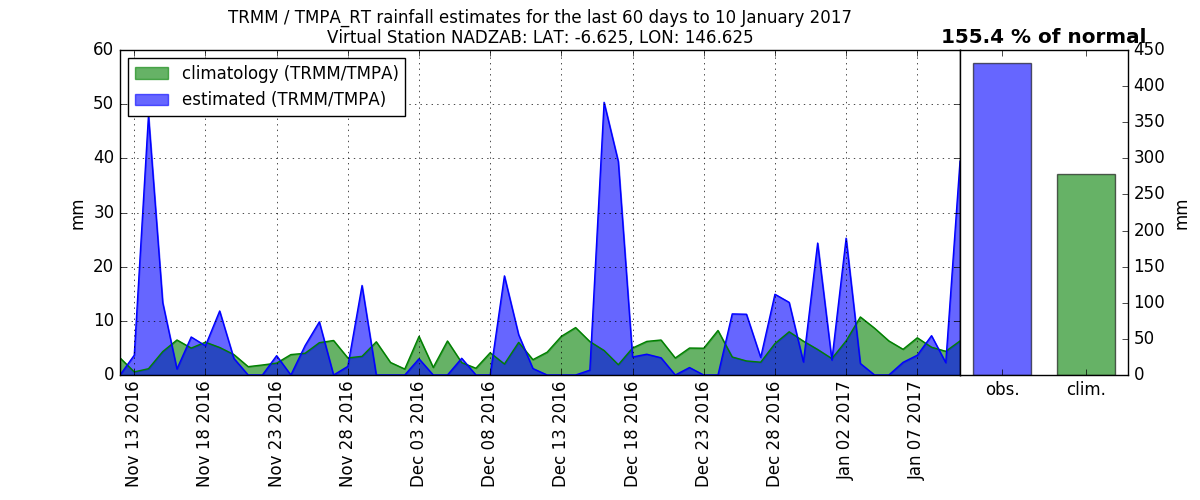 TRMM / TMPA_RT rainfall estimates for the last 60 days to 10 January 2017
Virtual Station NADZAB: LAT: -6.625, LON: 146.625
155.4 % of normal
climatology (TRMM/TMPA)
estimated (TRMM/TMPA)
60
50
40
30
20
10
0
mm
450
400
350
300
250
200
150
100
50
0
mm
Nov 13 2016
Nov 18 2016
Nov 23 2016
Nov 28 2016
Dec 03 2016
Dec 08 2016
Dec 13 2016
Dec 18 2016
Dec 23 2016
Dec 28 2016
Jan 02 2017
Jan 07 2017
obs.
clim.